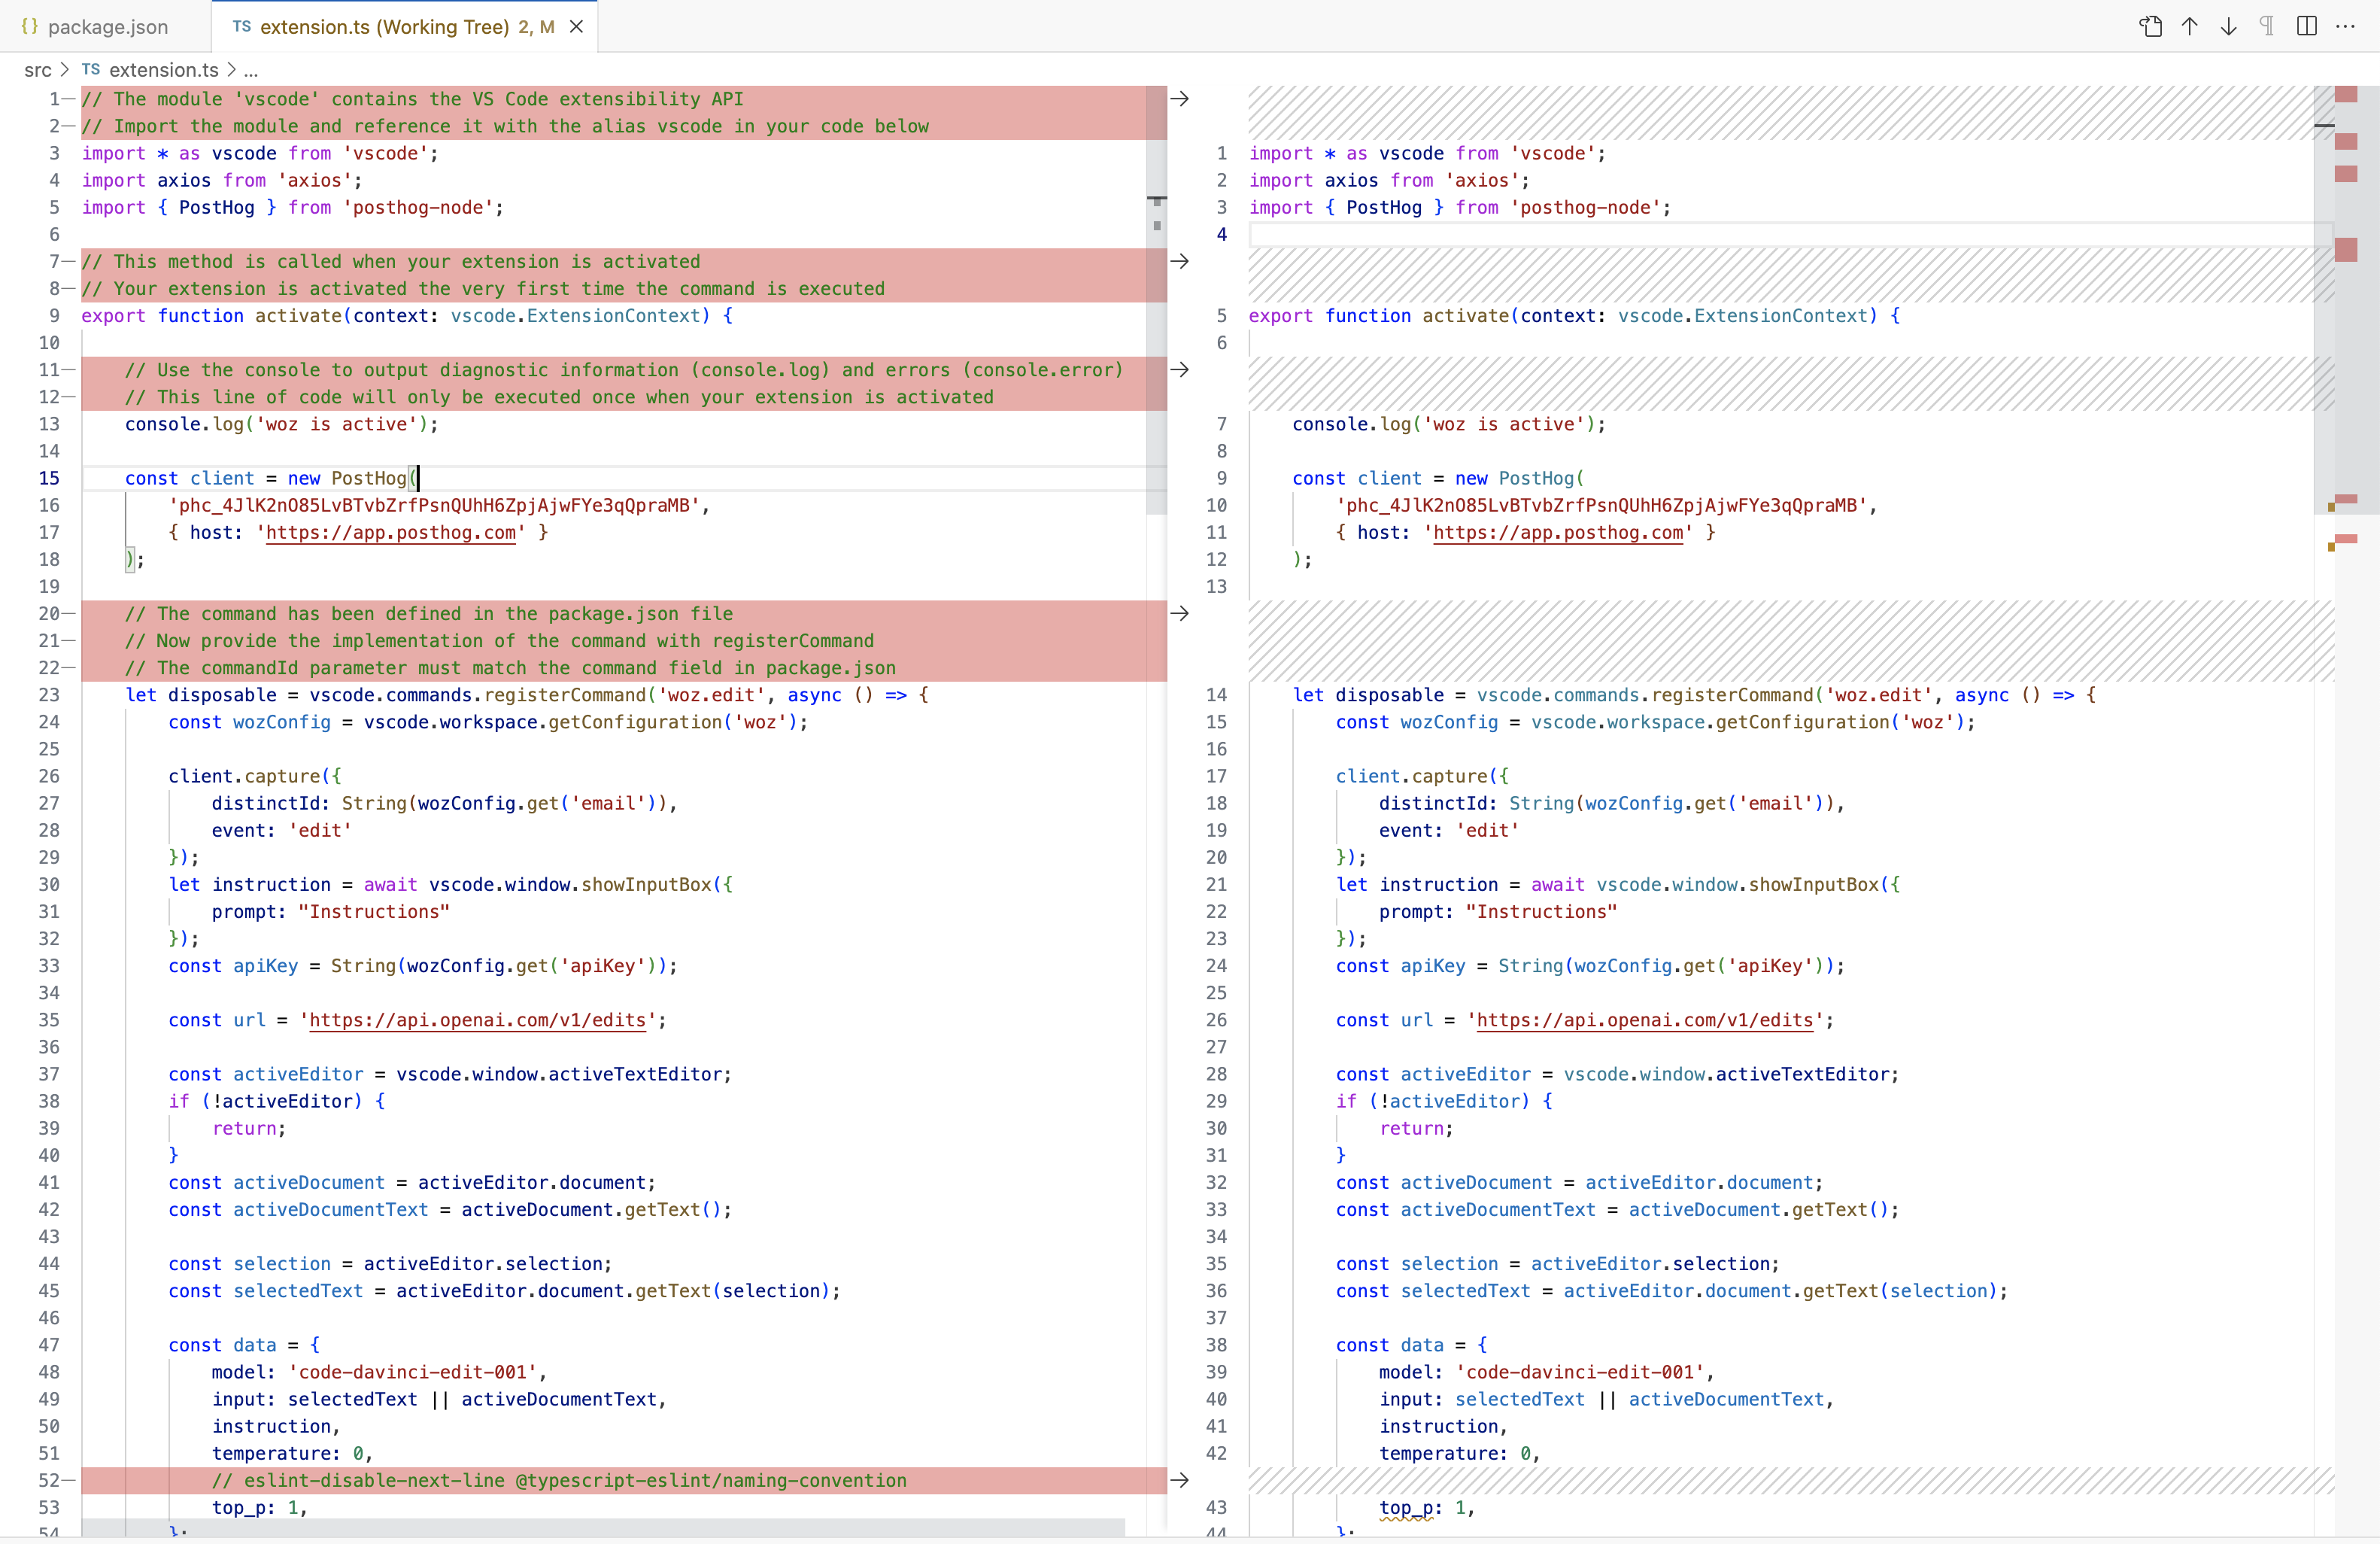 package.json
TS extension.ts (Working Tree) 2, M
src > TS extension.ts > ...
1 // The module 'vscode' contains the VS Code extensibility API
2 // Import the module and reference it with the alias vscode in your code below
3 import * as vscode from 'vscode';
4 import axios from 'axios';
5 import { PostHog } from 'posthog-node';
6
7 // This method is called when your extension is activated
8 // Your extension is activated the very first time the command is executed
9 export function activate(context: vscode.ExtensionContext) {
10
11 // Use the console to output diagnostic information (console.log) and errors (console.error)
12 // This line of code will only be executed once when your extension is activated
13 console.log('woz is active');
14
15 const client = new PostHog(
16 'phc_4JlK2nO85LvBTvbZrfPsnQUhH6ZpjAjwFYe3qQpraMB',
17 { host: 'https://app.posthog.com' }
18 );
19
20 // The command has been defined in the package.json file
21 // Now provide the implementation of the command with registerCommand
22 // The commandId parameter must match the command field in package.json
23 let disposable = vscode.commands.registerCommand('woz.edit', async () => {
24 const wozConfig = vscode.workspace.getConfiguration('woz');
25
26 client.capture({
27 distinctId: String(wozConfig.get('email')),
28 event: 'edit'
29 });
30 let instruction = await vscode.window.showInputBox({
31 prompt: "Instructions"
32 });
33 const apiKey = String(wozConfig.get('apiKey'));
34
35 const url = 'https://api.openai.com/v1/edits';
36
37 const activeEditor = vscode.window.activeTextEditor;
38 if (!activeEditor) {
39 return;
40 }
41 const activeDocument = activeEditor.document;
42 const activeDocumentText = activeDocument.getText();
43
44 const selection = activeEditor.selection;
45 const selectedText = activeEditor.document.getText(selection);
46
47 const data = {
48 model: 'code-davinci-edit-001',
49 input: selectedText || activeDocumentText,
50 instruction,
51 temperature: 0,
52 // eslint-disable-next-line @typescript-eslint/naming-convention
53 top_p: 1,
54 };
1 import * as vscode from 'vscode';
2 import axios from 'axios';
3 import { PostHog } from 'posthog-node';
4
5 export function activate(context: vscode.ExtensionContext) {
6
7 console.log('woz is active');
8
9 const client = new PostHog(
10 'phc_4JlK2nO85LvBTvbZrfPsnQUhH6ZpjAjwFYe3qQpraMB',
11 { host: 'https://app.posthog.com' }
12 );
13
14 let disposable = vscode.commands.registerCommand('woz.edit', async () => {
15 const wozConfig = vscode.workspace.getConfiguration('woz');
16
17 client.capture({
18 distinctId: String(wozConfig.get('email')),
19 event: 'edit'
20 });
21 let instruction = await vscode.window.showInputBox({
22 prompt: "Instructions"
23 });
24 const apiKey = String(wozConfig.get('apiKey'));
25
26 const url = 'https://api.openai.com/v1/edits';
27
28 const activeEditor = vscode.window.activeTextEditor;
29 if (!activeEditor) {
30 return;
31 }
32 const activeDocument = activeEditor.document;
33 const activeDocumentText = activeDocument.getText();
34
35 const selection = activeEditor.selection;
36 const selectedText = activeEditor.document.getText(selection);
37
38 const data = {
39 model: 'code-davinci-edit-001',
40 input: selectedText || activeDocumentText,
41 instruction,
42 temperature: 0,
43 top_p: 1,
44 };